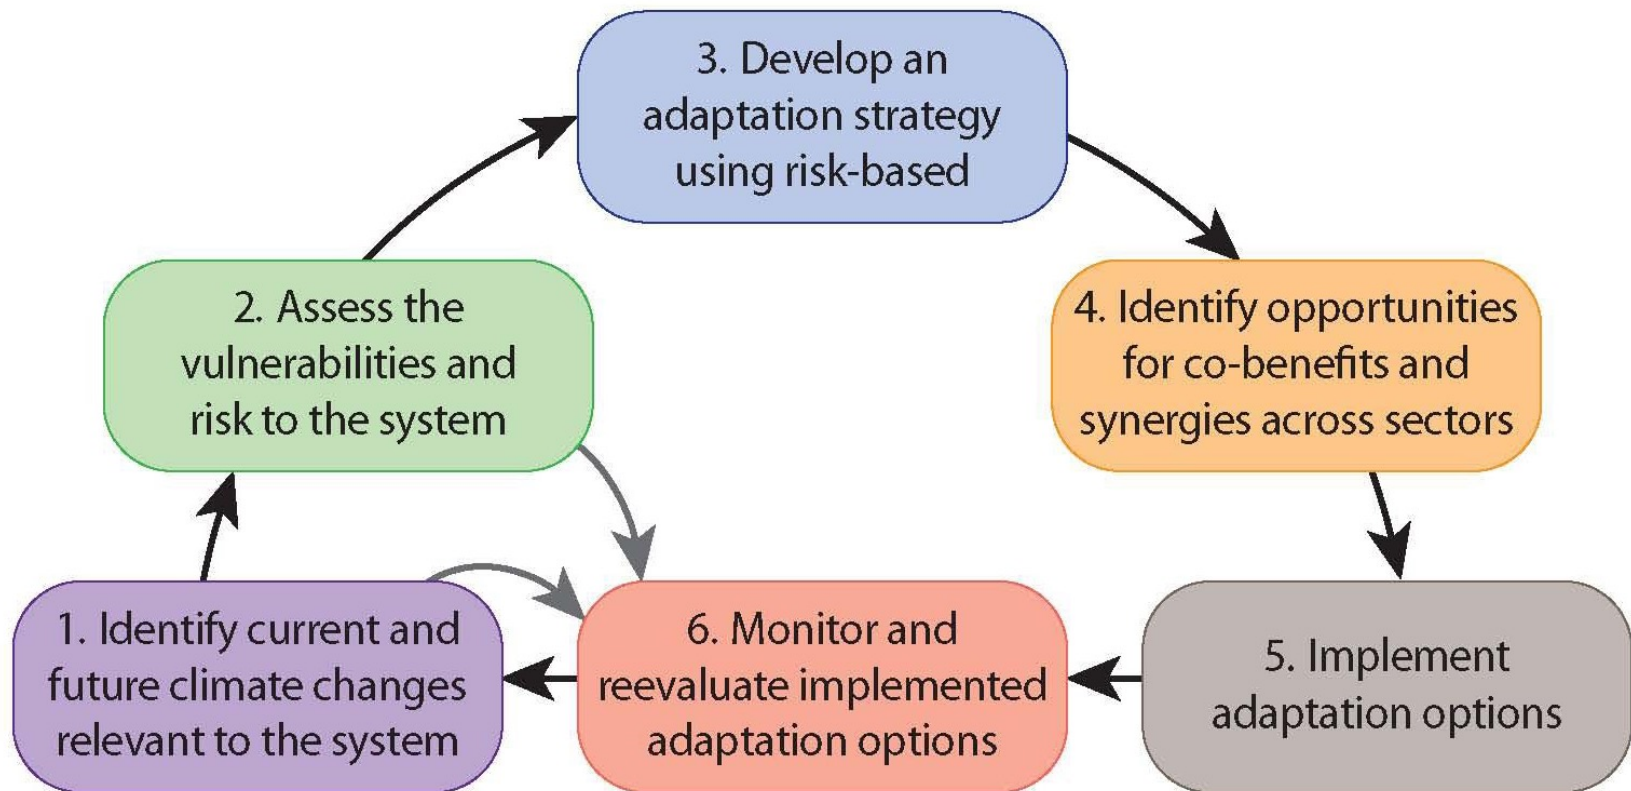 1. Identify current and
future climate changes
relevant to the system
2. Assess the
vulnerabilities and
risk to the system
3. Develop an
adaptation strategy
using risk-based
4. Identify opportunities
for co-benefits and
synergies across sectors
5. Implement
adaptation options
6. Monitor and
reevaluate implemented
adaptation options